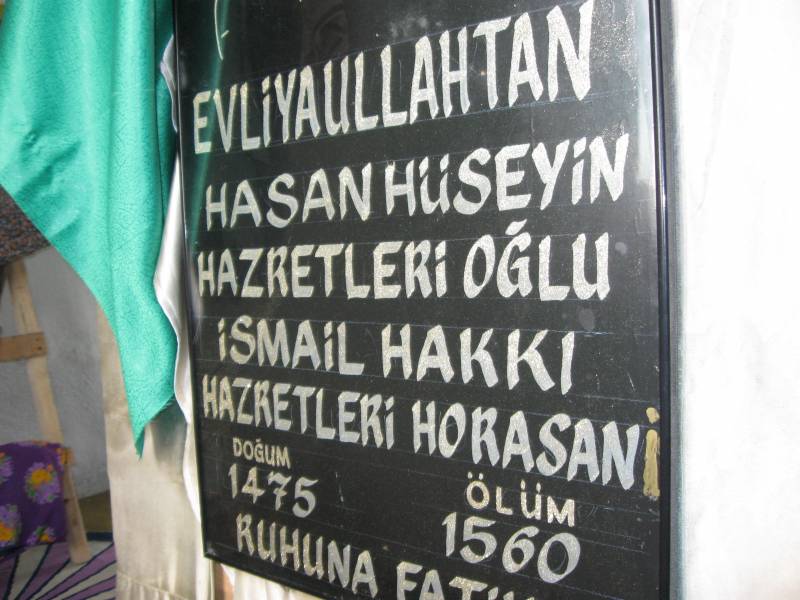 EVLİYAULLAHTAN
HASAN HÜSEYİN
HAZRETLERİ OĞLU
İSMAİL HAKKI
HAZRETLERİ HORASANİ
DOĞUM
1475
ÖLÜM
1560
RUHUNA